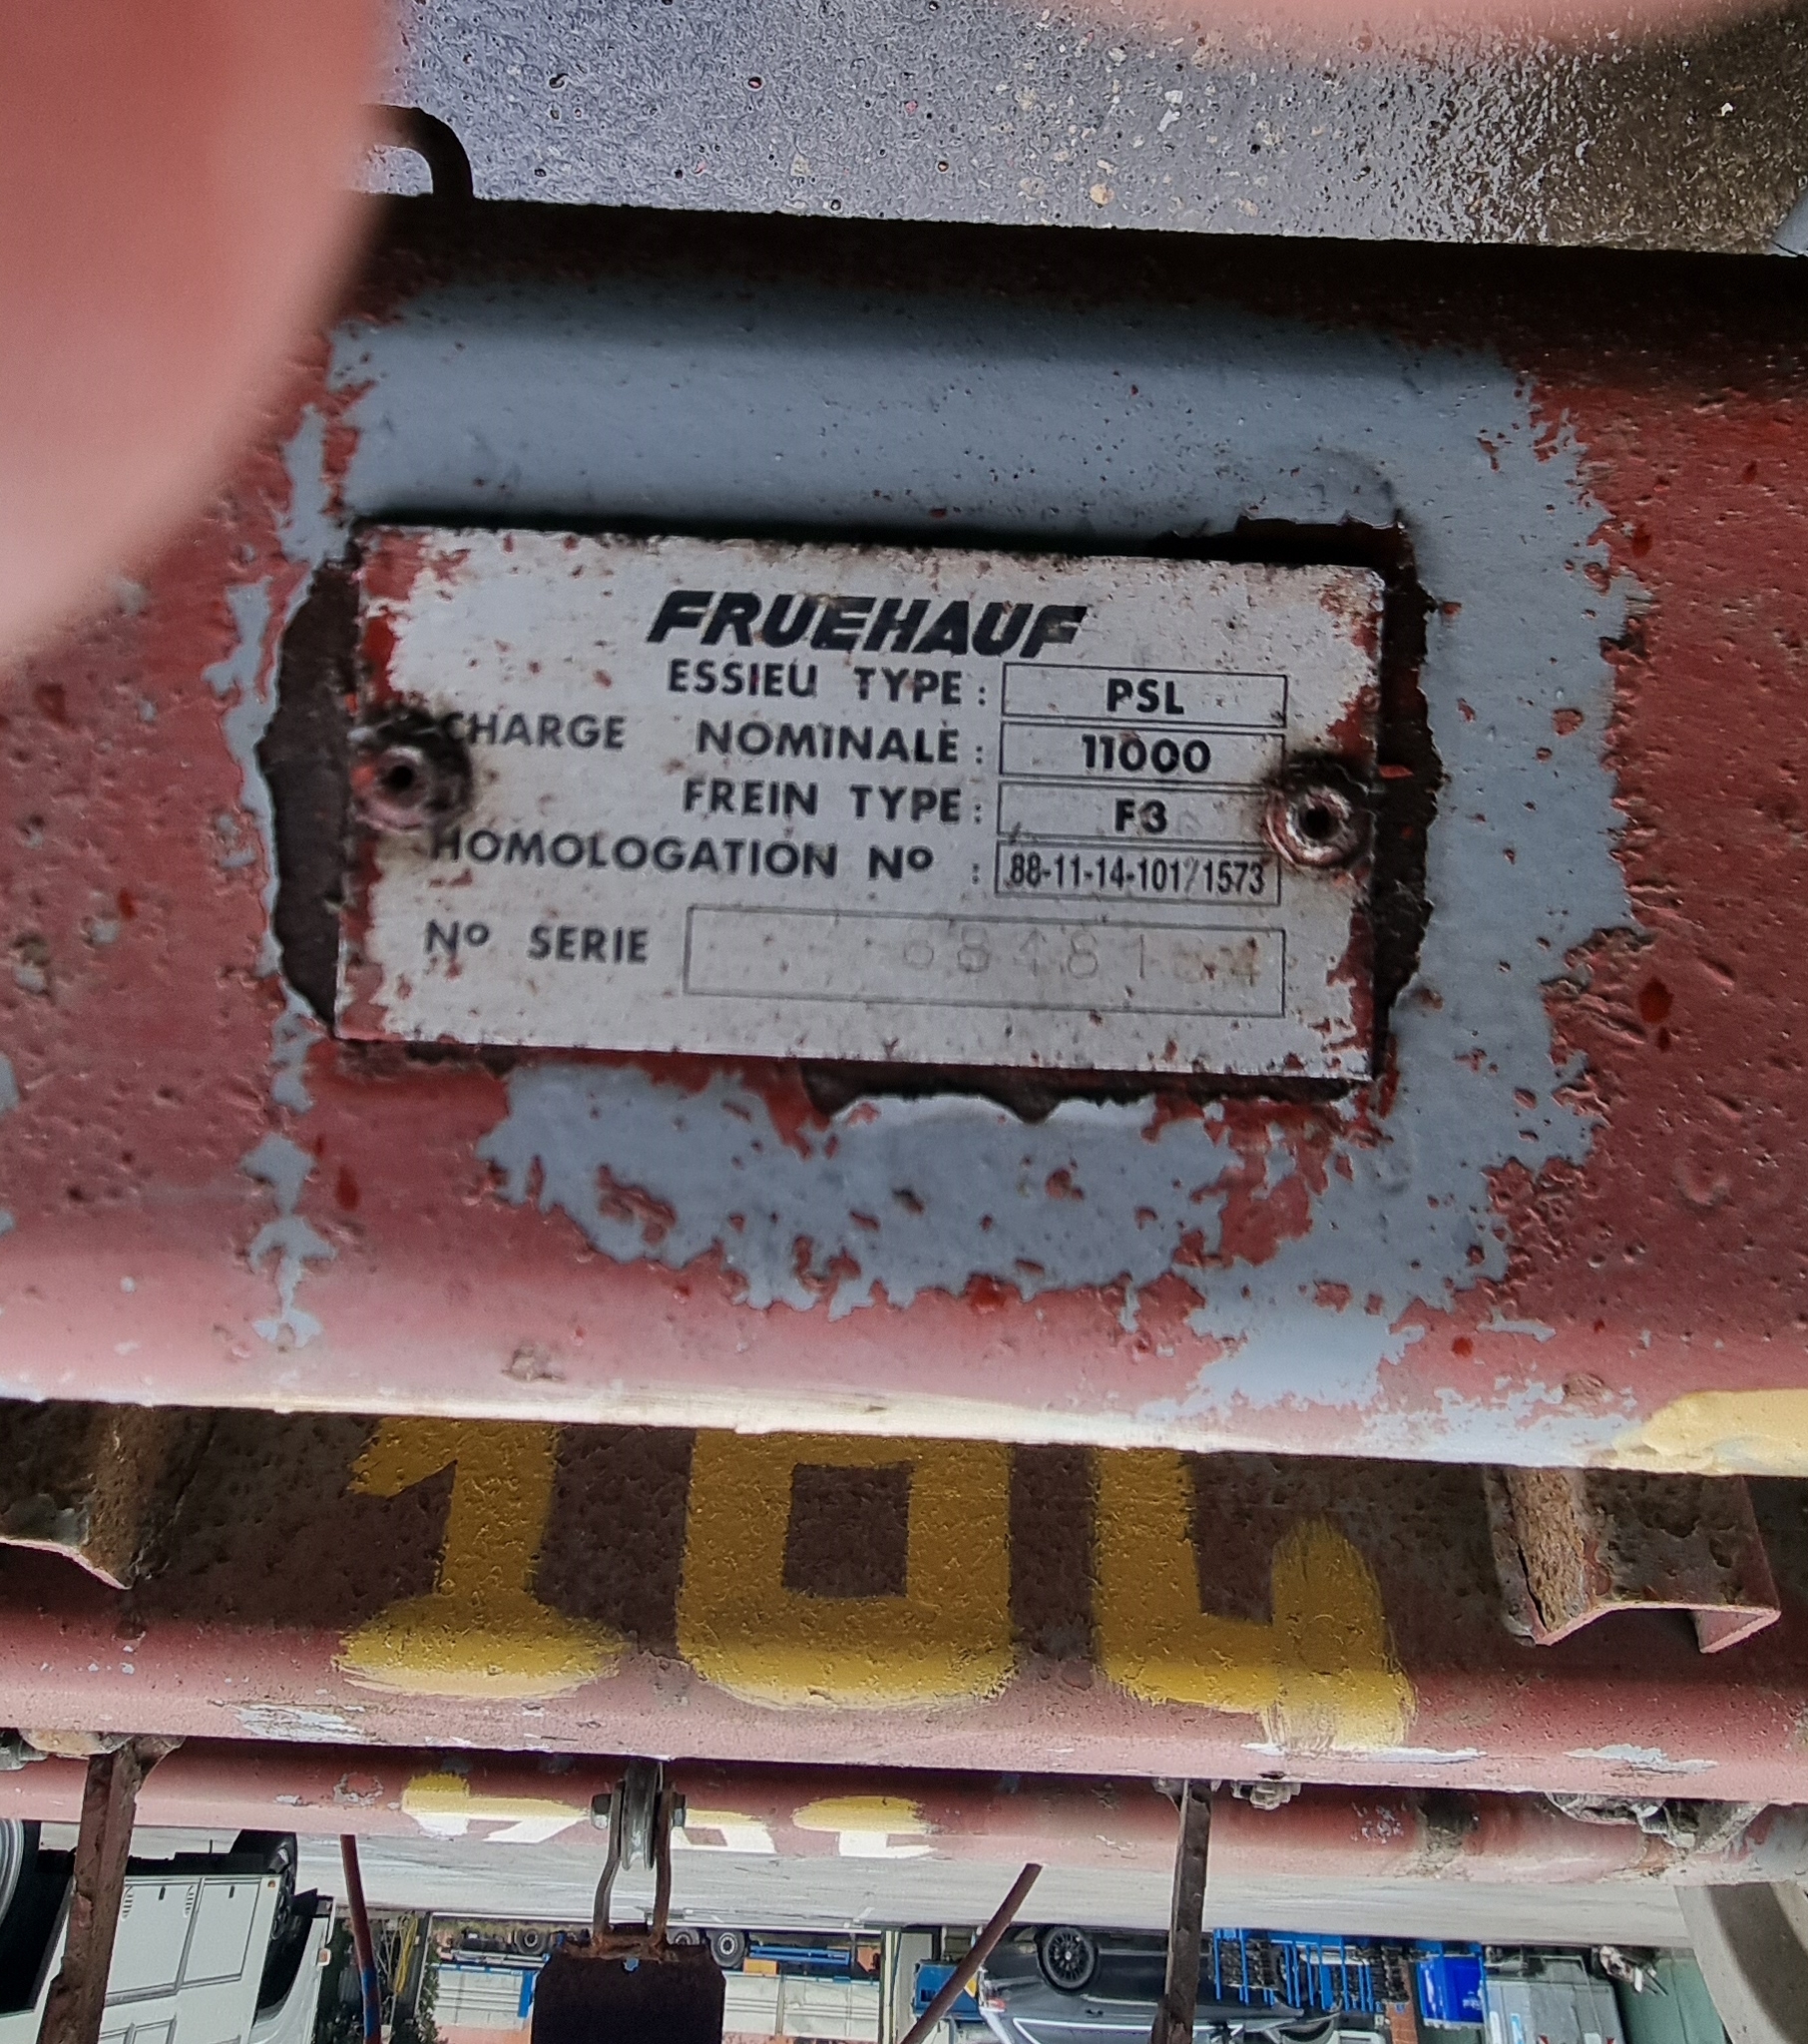 FRUEHAUF
ESSIEU TYPE : PSL
CHARGE NOMINALE : 11000
FREIN TYPE : F3
HOMOLOGATION Nº : 88-11-14-101/1573
Nº SERIE
104